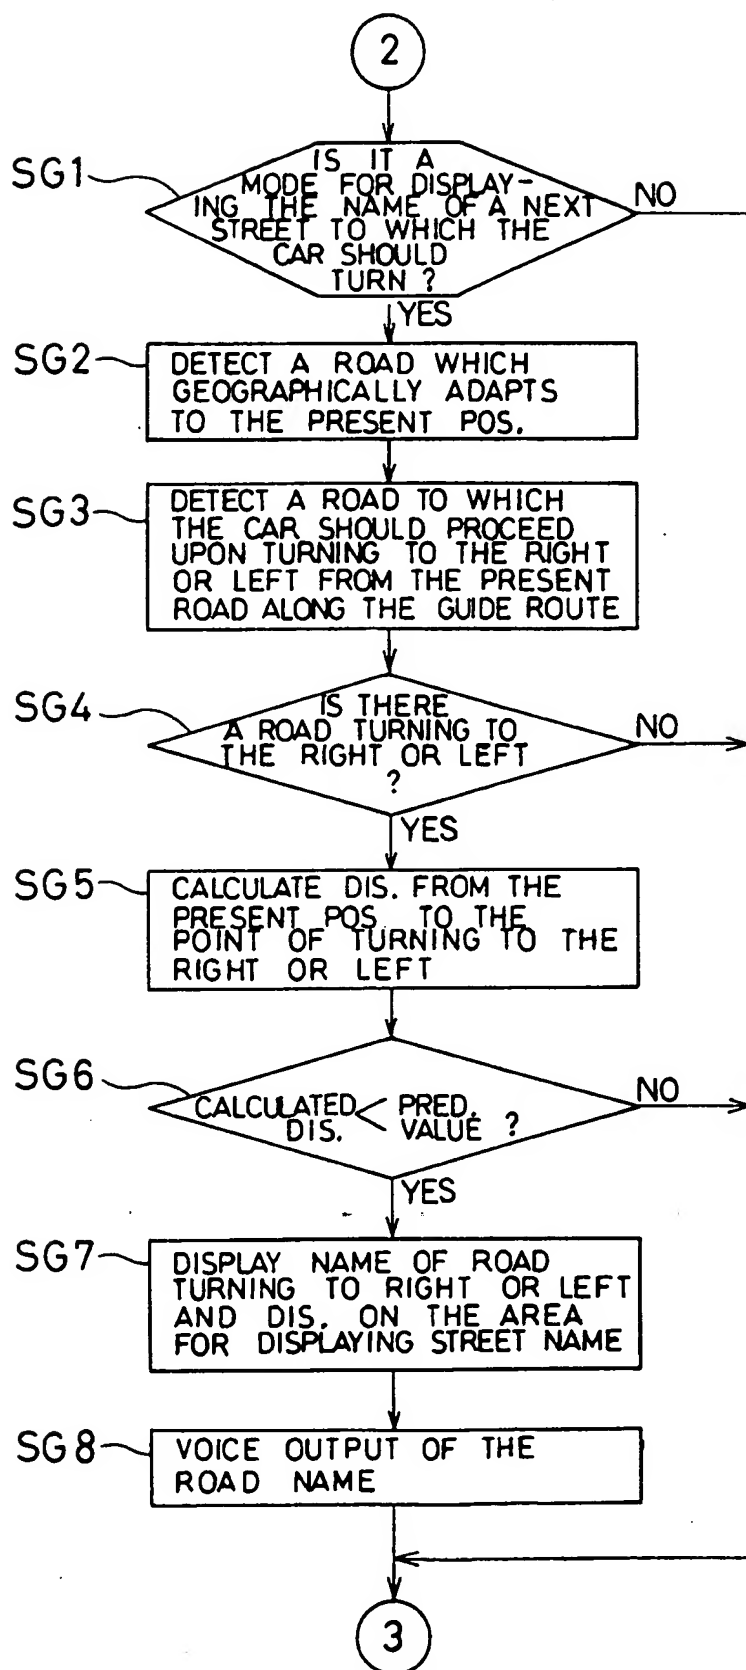 2
SG1
IS IT A
MODE FOR DISPLAY-
ING THE NAME OF A NEXT
STREET TO WHICH THE
CAR SHOULD
TURN ?
NO
YES
SG2
DETECT A ROAD WHICH
GEOGRAPHICALLY ADAPTS
TO THE PRESENT POS.
SG3
DETECT A ROAD TO WHICH
THE CAR SHOULD PROCEED
UPON TURNING TO THE RIGHT
OR LEFT FROM THE PRESENT
ROAD ALONG THE GUIDE ROUTE
SG4
IS THERE
A ROAD TURNING TO
THE RIGHT OR LEFT
?
NO
YES
SG5
CALCULATE DIS. FROM THE
PRESENT POS. TO THE
POINT OF TURNING TO THE
RIGHT OR LEFT
SG6
CALCULATED < PRED.
DIS. VALUE ?
NO
YES
SG7
DISPLAY NAME OF ROAD
TURNING TO RIGHT OR LEFT
AND DIS. ON THE AREA
FOR DISPLAYING STREET NAME
SG8
VOICE OUTPUT OF THE
ROAD NAME
3